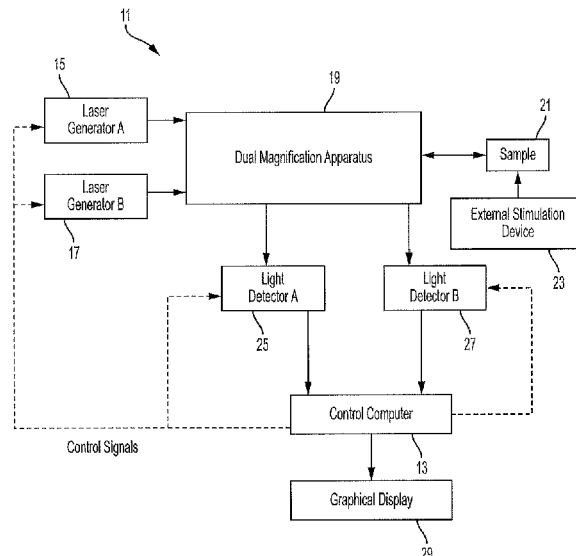 11
15
Laser
Generator A
19
Dual Magnification Apparatus
21
Sample
Laser
Generator B
17
External Stimulation
Device
23
Light
Detector A
25
Light
Detector B
27
Control Computer
13
Control Signals
Graphical Display
29